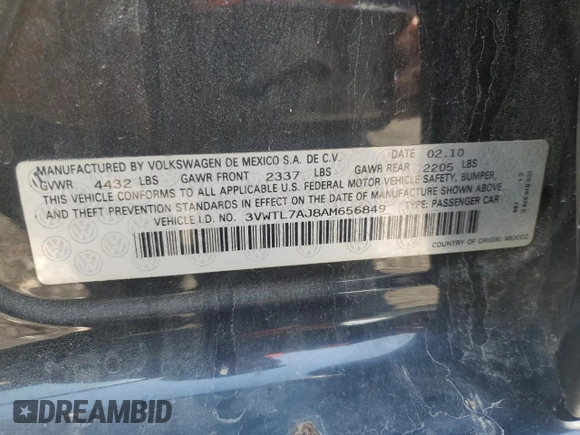 MANUFACTURED BY VOLKSWAGEN DE MEXICO S.A. DE C.V. DATE 02.10
GVWR 4432 LBS GAWR FRONT 2337 LBS GAWR REAR 2205 LBS
THIS VEHICLE CONFORMS TO ALL APPLICABLE U.S. FEDERAL MOTOR VEHICLE SAFETY, BUMPER,
AND THEFT PREVENTION STANDARDS IN EFFECT ON THE DATE OF MANUFACTURE SHOWN ABOVE.
VEHICLE I.D. NO. 3VWTL7AJ8AM656849 TYPE: PASSENGER CAR
COUNTRY OF ORIGIN: MEXICO
DREAMBID